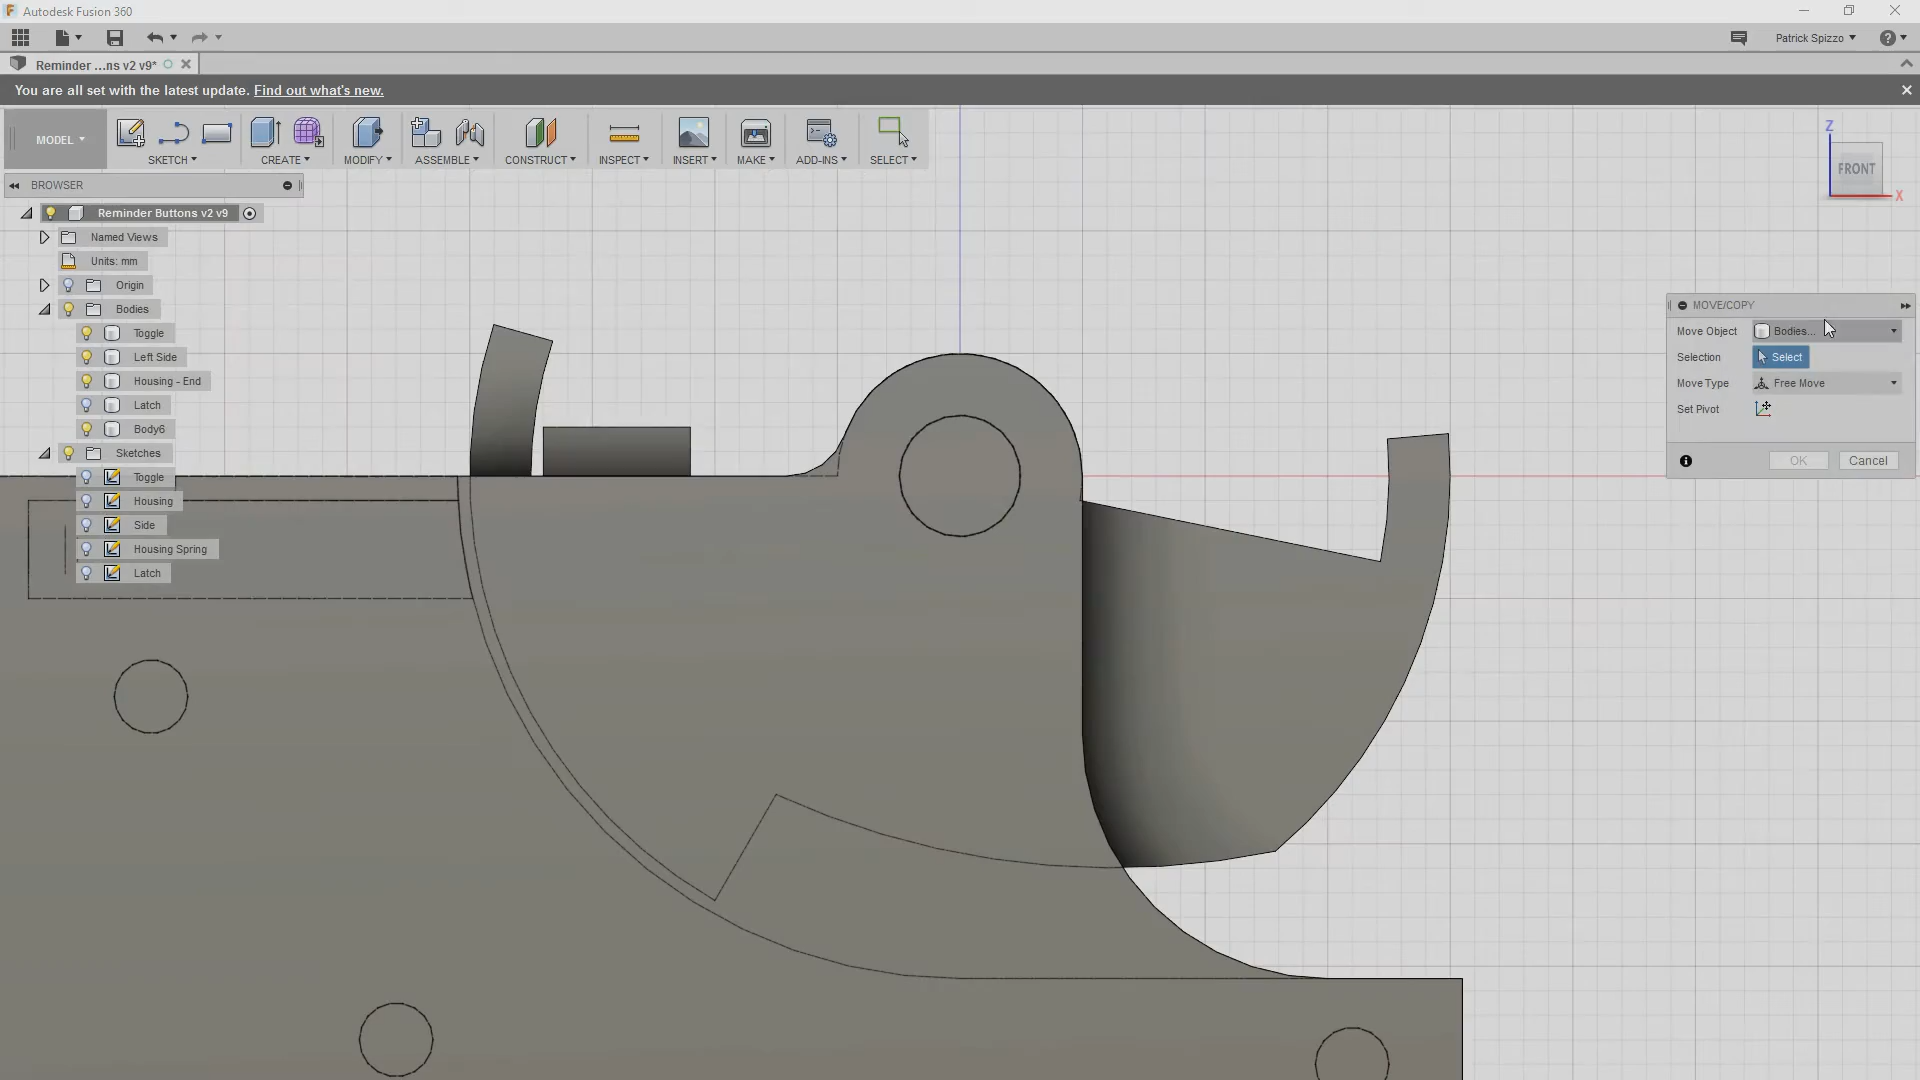 Autodesk Fusion 360
Patrick Spizzo
Reminder ...ns v2 v9*
You are all set with the latest update. Find out what's new.
MODEL
SKETCH
CREATE
MODIFY
ASSEMBLE
CONSTRUCT
INSPECT
INSERT
MAKE
ADD-INS
SELECT
Z
FRONT
X
BROWSER
Reminder Buttons v2 v9
Named Views
Units: mm
Origin
Bodies
Toggle
Left Side
Housing - End
Latch
Body6
Sketches
Toggle
Housing
Side
Housing Spring
Latch
MOVE/COPY
Move Object Bodies...
Selection Select
Move Type Free Move
Set Pivot
OK Cancel